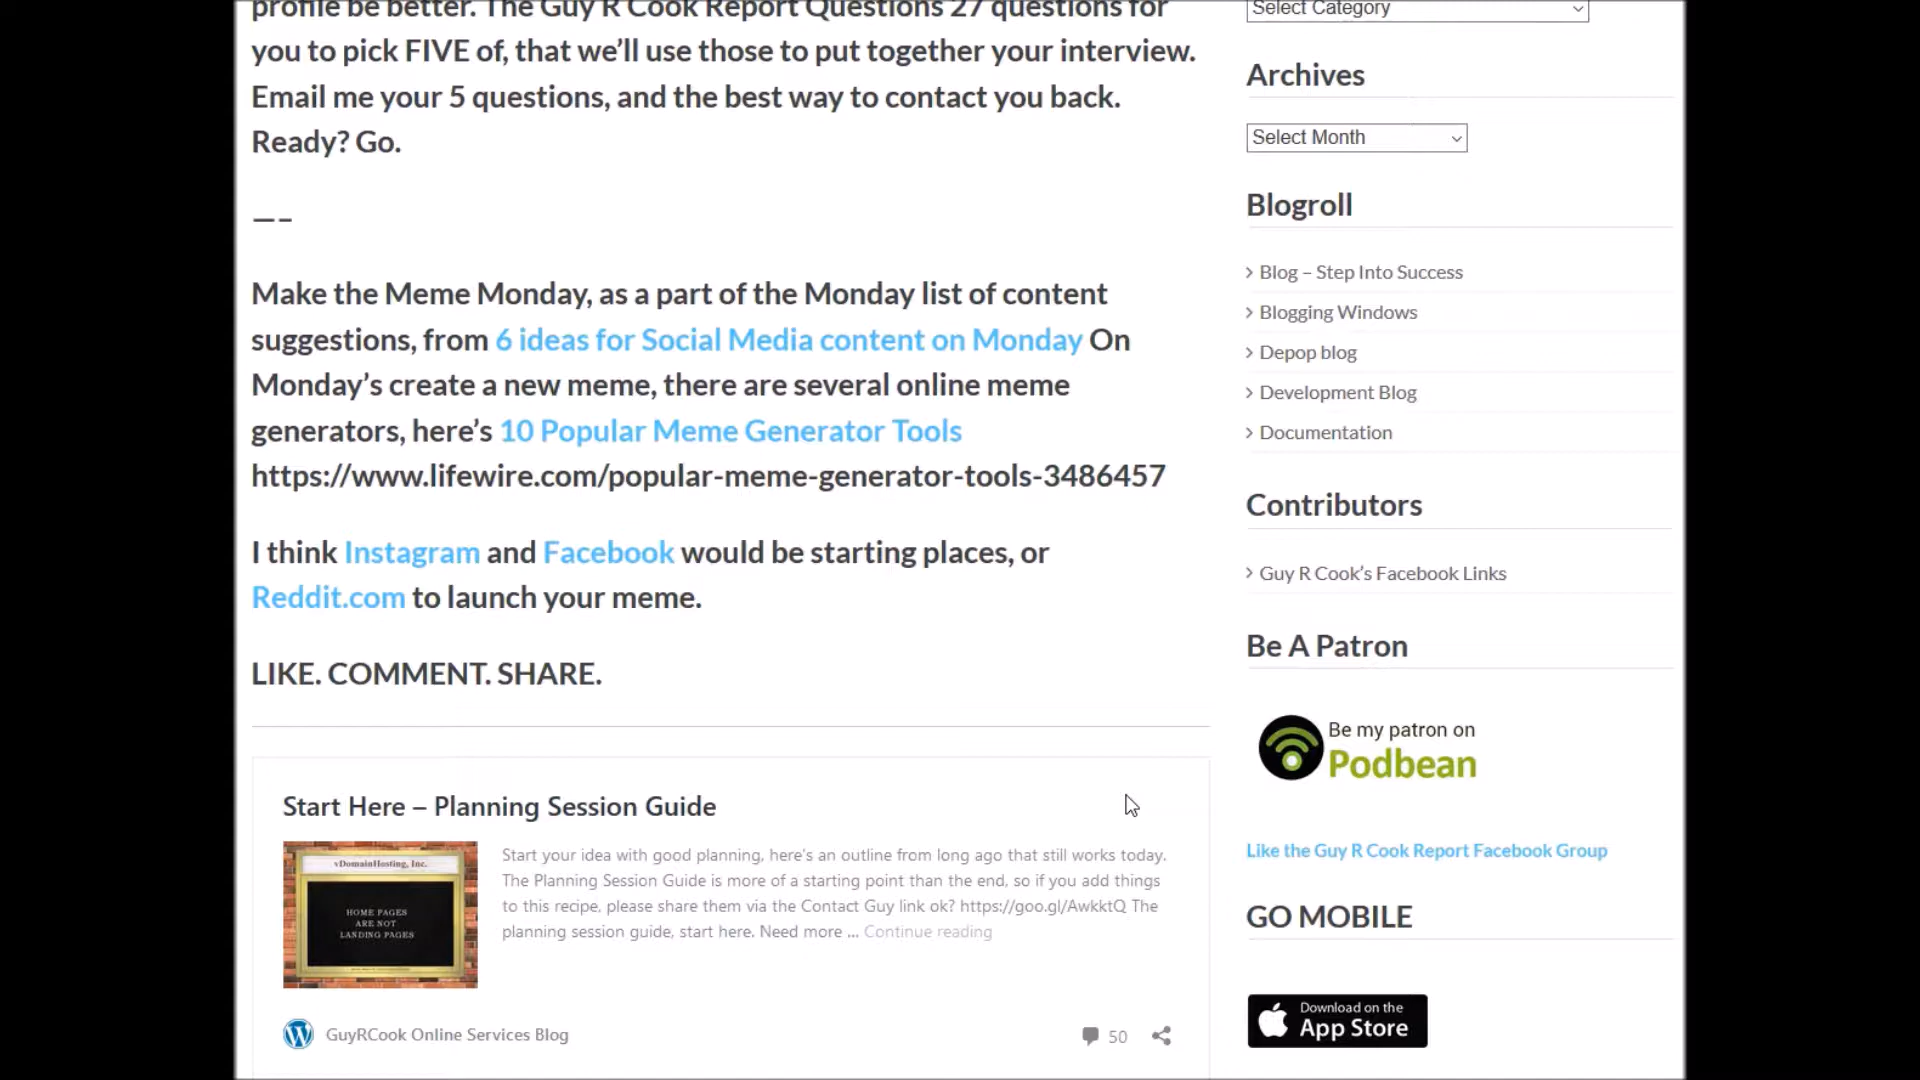 profile be better. The Guy R Cook Report Questions 27 questions for
you to pick FIVE of, that we’ll use those to put together your interview.
Email me your 5 questions, and the best way to contact you back.
Ready? Go.
—–
Make the Meme Monday, as a part of the Monday list of content
suggestions, from 6 ideas for Social Media content on Monday On
Monday’s create a new meme, there are several online meme
generators, here’s 10 Popular Meme Generator Tools
https://www.lifewire.com/popular-meme-generator-tools-3486457
I think Instagram and Facebook would be starting places, or
Reddit.com to launch your meme.
LIKE. COMMENT. SHARE.
Start Here – Planning Session Guide
vDomainHosting, Inc.
HOME PAGES
ARE NOT
LANDING PAGES
Start your idea with good planning, here’s an outline from long ago that still works today.
The Planning Session Guide is more of a starting point than the end, so if you add things
to this recipe, please share them via the Contact Guy link ok? https://goo.gl/AwkktQ The
planning session guide, start here. Need more ... Continue reading
GuyRCook Online Services Blog
50
Select Category
Archives
Select Month
Blogroll
Blog – Step Into Success
Blogging Windows
Depop blog
Development Blog
Documentation
Contributors
Guy R Cook’s Facebook Links
Be A Patron
Be my patron on
Podbean
Like the Guy R Cook Report Facebook Group
GO MOBILE
Download on the
App Store